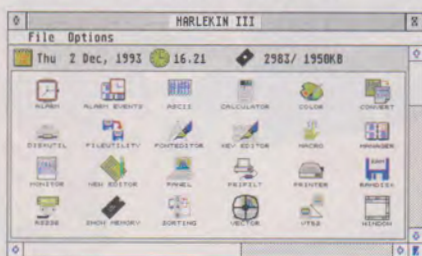 HARLEKIN III
File Options
Thu 2 Dec, 1993 16.21 2983/ 1950KB
ALARM ALARM EVENTS ASCII CALCULATOR COLOR CONVERT
DISKUTIL FILEUTILITY FONTEDITOR KEY EDITOR MACRO MANAGER
MONITOR NEW EDITOR PANEL PRIFILT PRINTER RAMDISK
RS232 SHOW MEMORY SORTING VECTOR VT52 WINDOW